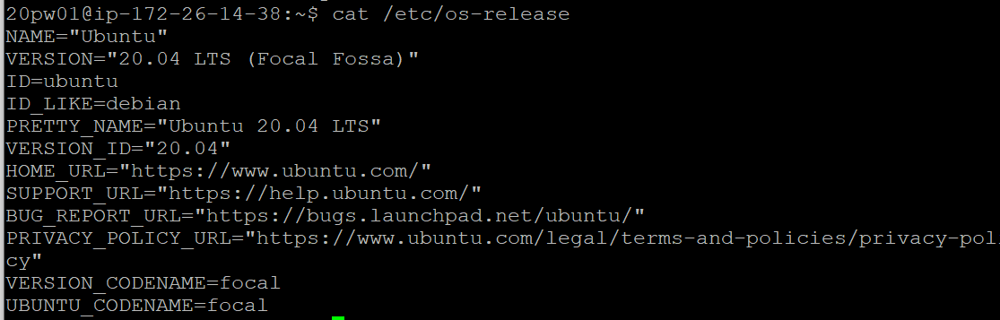 20pw01@ip-172-26-14-38:~$ cat /etc/os-release
NAME="Ubuntu"
VERSION="20.04 LTS (Focal Fossa)"
ID=ubuntu
ID_LIKE=debian
PRETTY_NAME="Ubuntu 20.04 LTS"
VERSION_ID="20.04"
HOME_URL="https://www.ubuntu.com/"
SUPPORT_URL="https://help.ubuntu.com/"
BUG_REPORT_URL="https://bugs.launchpad.net/ubuntu/"
PRIVACY_POLICY_URL="https://www.ubuntu.com/legal/terms-and-policies/privacy-poli
cy"
VERSION_CODENAME=focal
UBUNTU_CODENAME=focal